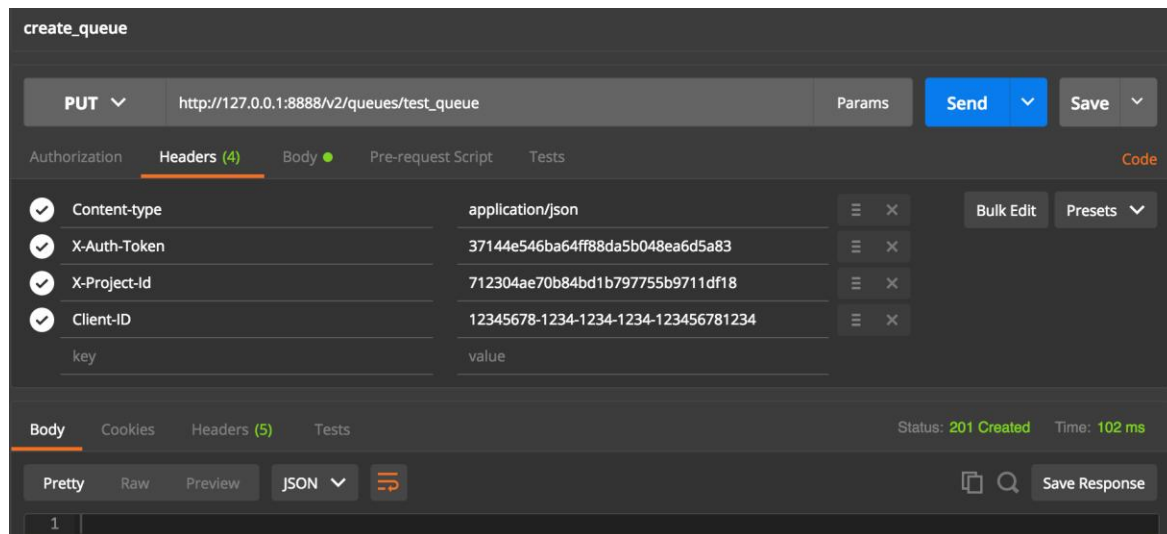 create_queue
PUT http://127.0.0.1:8888/v2/queues/test_queue Params Send Save
Authorization Headers (4) Body Pre-request Script Tests Code
Content-type application/json Bulk Edit Presets
X-Auth-Token 37144e546ba64ff88da5b048ea6d5a83
X-Project-Id 712304ae70b84bd1b797755b9711df18
Client-ID 12345678-1234-1234-1234-123456781234
key value
Body Cookies Headers (5) Tests Status: 201 Created Time: 102 ms
Pretty Raw Preview JSON Save Response
1